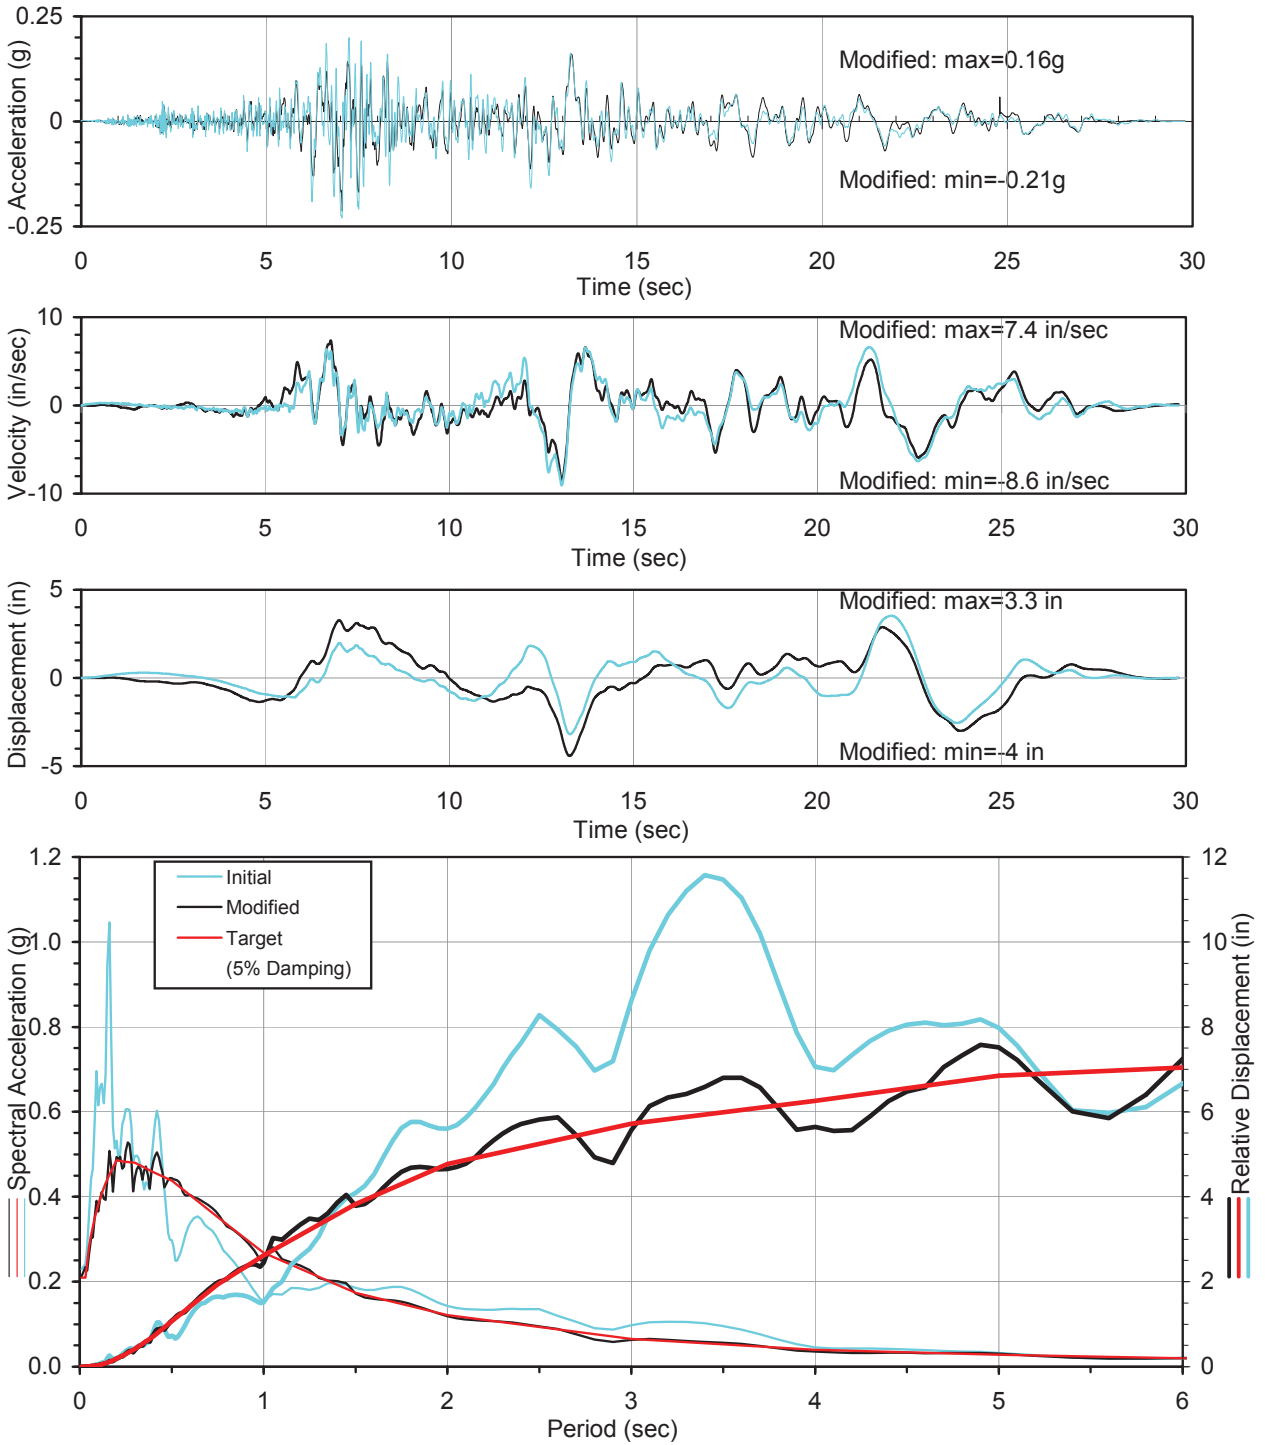 0.25
0
-0.25
Acceleration (g)
Modified: max=0.16g
Modified: min=-0.21g
0 5 10 15 20 25 30
Time (sec)
10
0
-10
Velocity (in/sec)
Modified: max=7.4 in/sec
Modified: min=-8.6 in/sec
0 5 10 15 20 25 30
Time (sec)
5
0
-5
Displacement (in)
Modified: max=3.3 in
Modified: min=-4 in
0 5 10 15 20 25 30
Time (sec)
1.2
1.0
0.8
0.6
0.4
0.2
0.0
Spectral Acceleration (g)
Initial
Modified
Target
(5% Damping)
12
10
8
6
4
2
0
Relative Displacement (in)
0 1 2 3 4 5 6
Period (sec)